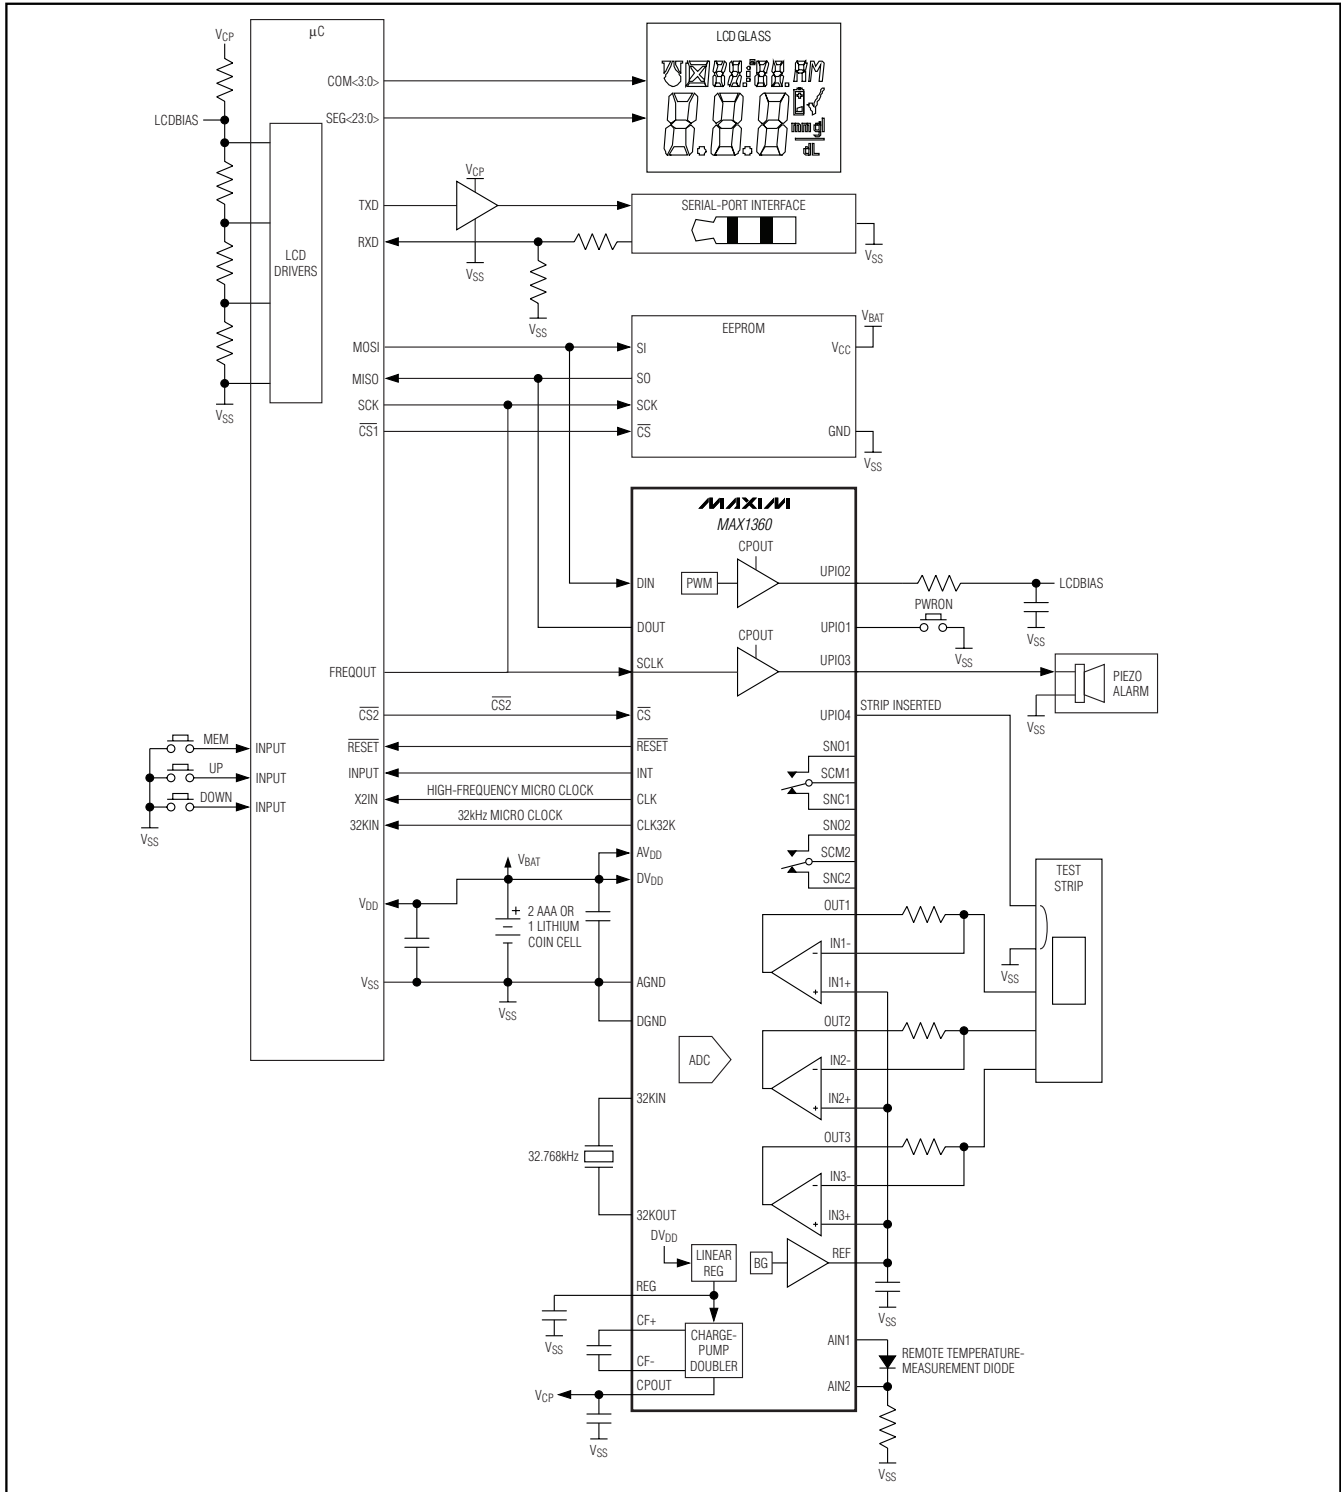 μC
VCP
LCDBIAS
LCD
DRIVERS
VSS
COM<3:0>
SEG<23:0>
LCD GLASS
88:88. AM
8.8.8
mmgl
dL
TXD
RXD
VCP
VSS
VSS
SERIAL-PORT INTERFACE
VSS
MOSI
MISO
SCK
CS1
EEPROM
SI
SO
SCK
CS
VCC
GND
VBAT
VSS
MAXIM
MAX1360
CPOUT
PWM
DIN
DOUT
CPOUT
SCLK
FREQOUT
UPIO2
LCDBIAS
PWRON
VSS
UPIO1
VSS
UPIO3
PIEZO
ALARM
VSS
UPIO4
STRIP INSERTED
CS2
CS2
CS
RESET
RESET
INPUT
INT
X2IN
HIGH-FREQUENCY MICRO CLOCK
CLK
32KIN
32kHz MICRO CLOCK
CLK32K
MEM
INPUT
UP
INPUT
DOWN
INPUT
VSS
SNO1
SCM1
SNC1
SNO2
SCM2
SNC2
AVDD
DVDD
VBAT
VDD
+ 2 AAA OR
1 LITHIUM
COIN CELL
VSS
VSS
AGND
DGND
ADC
OUT1
IN1-
-
IN1+
+
OUT2
IN2-
-
IN2+
+
OUT3
IN3-
-
IN3+
+
TEST
STRIP
VSS
32KIN
32.768kHz
32KOUT
DVDD
LINEAR
REG
BG
REF
VSS
REG
VSS
CF+
CF-
CHARGE-
PUMP
DOUBLER
CPOUT
VCP
VSS
AIN1
REMOTE TEMPERATURE-
MEASUREMENT DIODE
AIN2
VSS